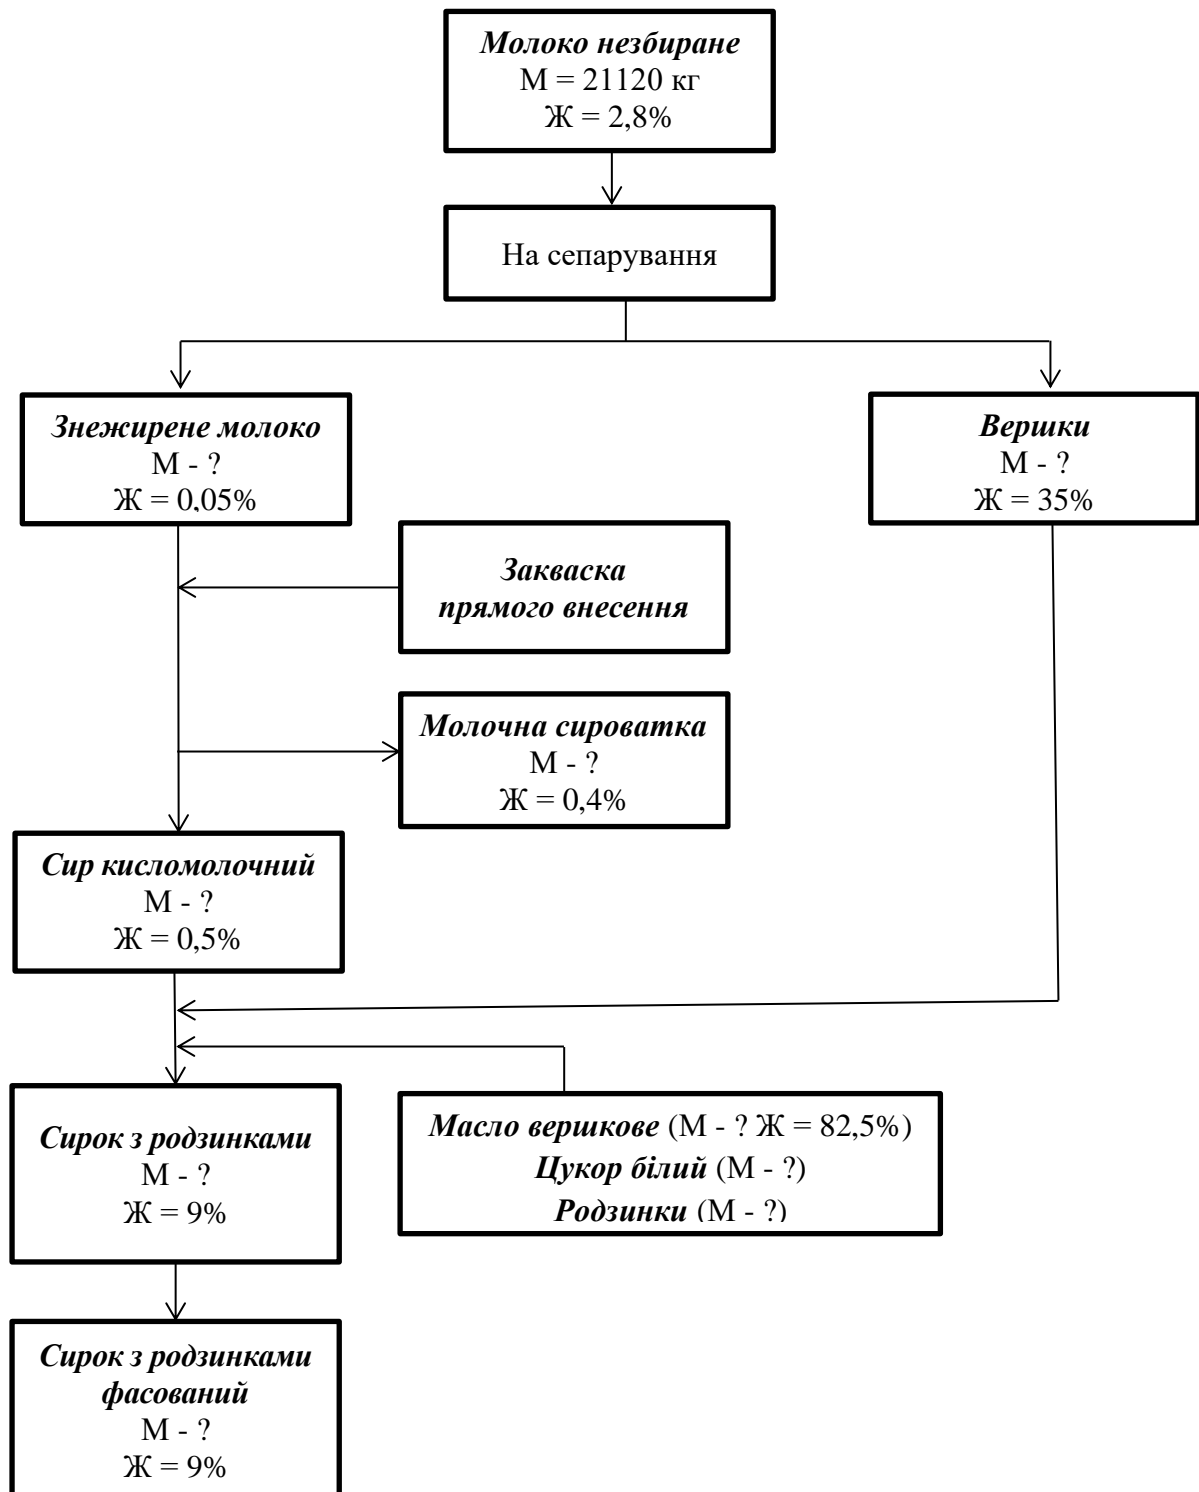 Молоко незбиране
М = 21120 кг
Ж = 2,8%
На сепарування
Знежирене молоко
М - ?
Ж = 0,05%
Вершки
М - ?
Ж = 35%
Закваска
прямого внесення
Молочна сироватка
М - ?
Ж = 0,4%
Сир кисломолочний
М - ?
Ж = 0,5%
Сирок з родзинками
М - ?
Ж = 9%
Масло вершкове (М - ? Ж = 82,5%)
Цукор білий (М - ?)
Родзинки (М - ?)
Сирок з родзинками
фасований
М - ?
Ж = 9%